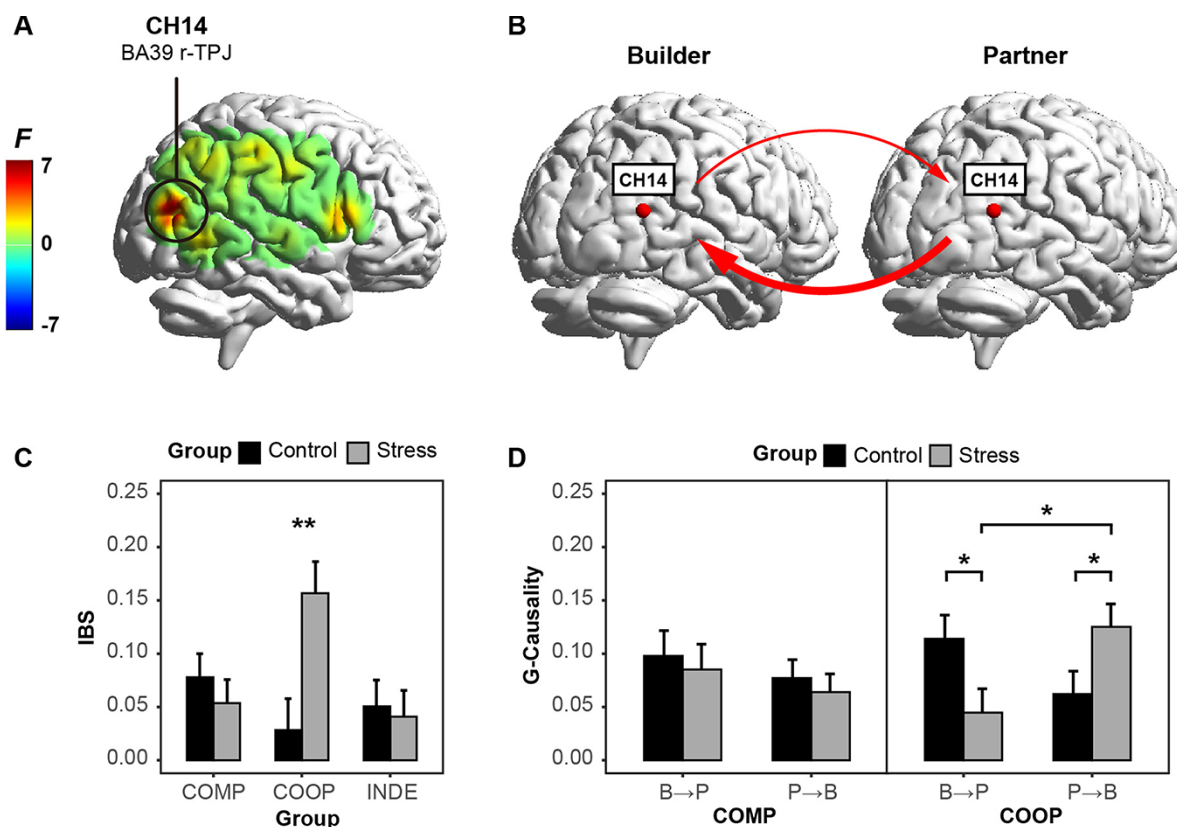 A
CH14
BA39 r-TPJ
F
7
0
-7
B
Builder
Partner
CH14
CH14
C
Group Control Stress
IBS
0.25
0.20
0.15
0.10
0.05
0.00
**
COMP COOP INDE
Group
D
Group Control Stress
G-Causality
0.25
0.20
0.15
0.10
0.05
0.00
*
*
*
B→P P→B B→P P→B
COMP COOP